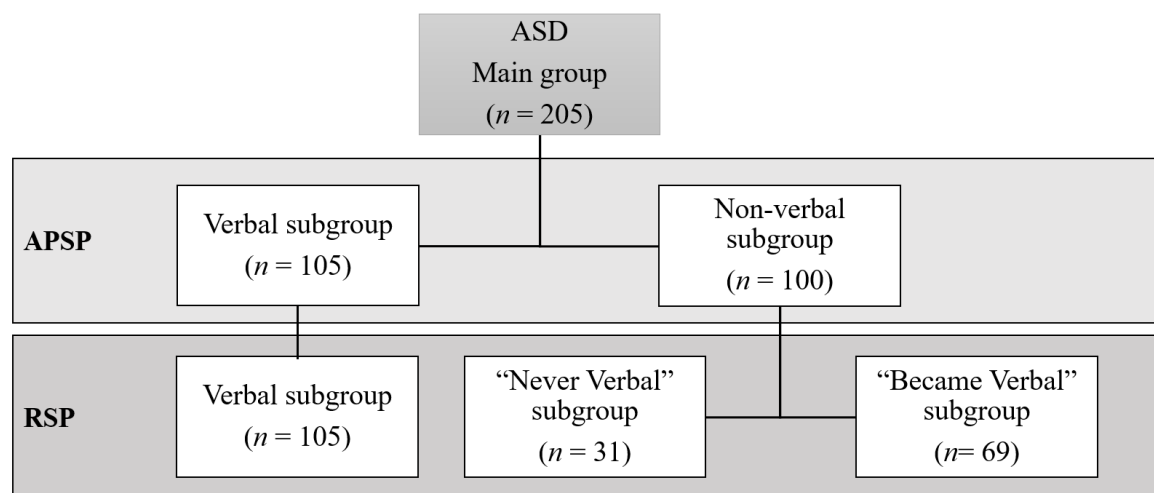 ASD
Main group
(n = 205)
APSP
Verbal subgroup
(n = 105)
Non-verbal
subgroup
(n = 100)
RSP
Verbal subgroup
(n = 105)
“Never Verbal”
subgroup
(n = 31)
“Became Verbal”
subgroup
(n= 69)